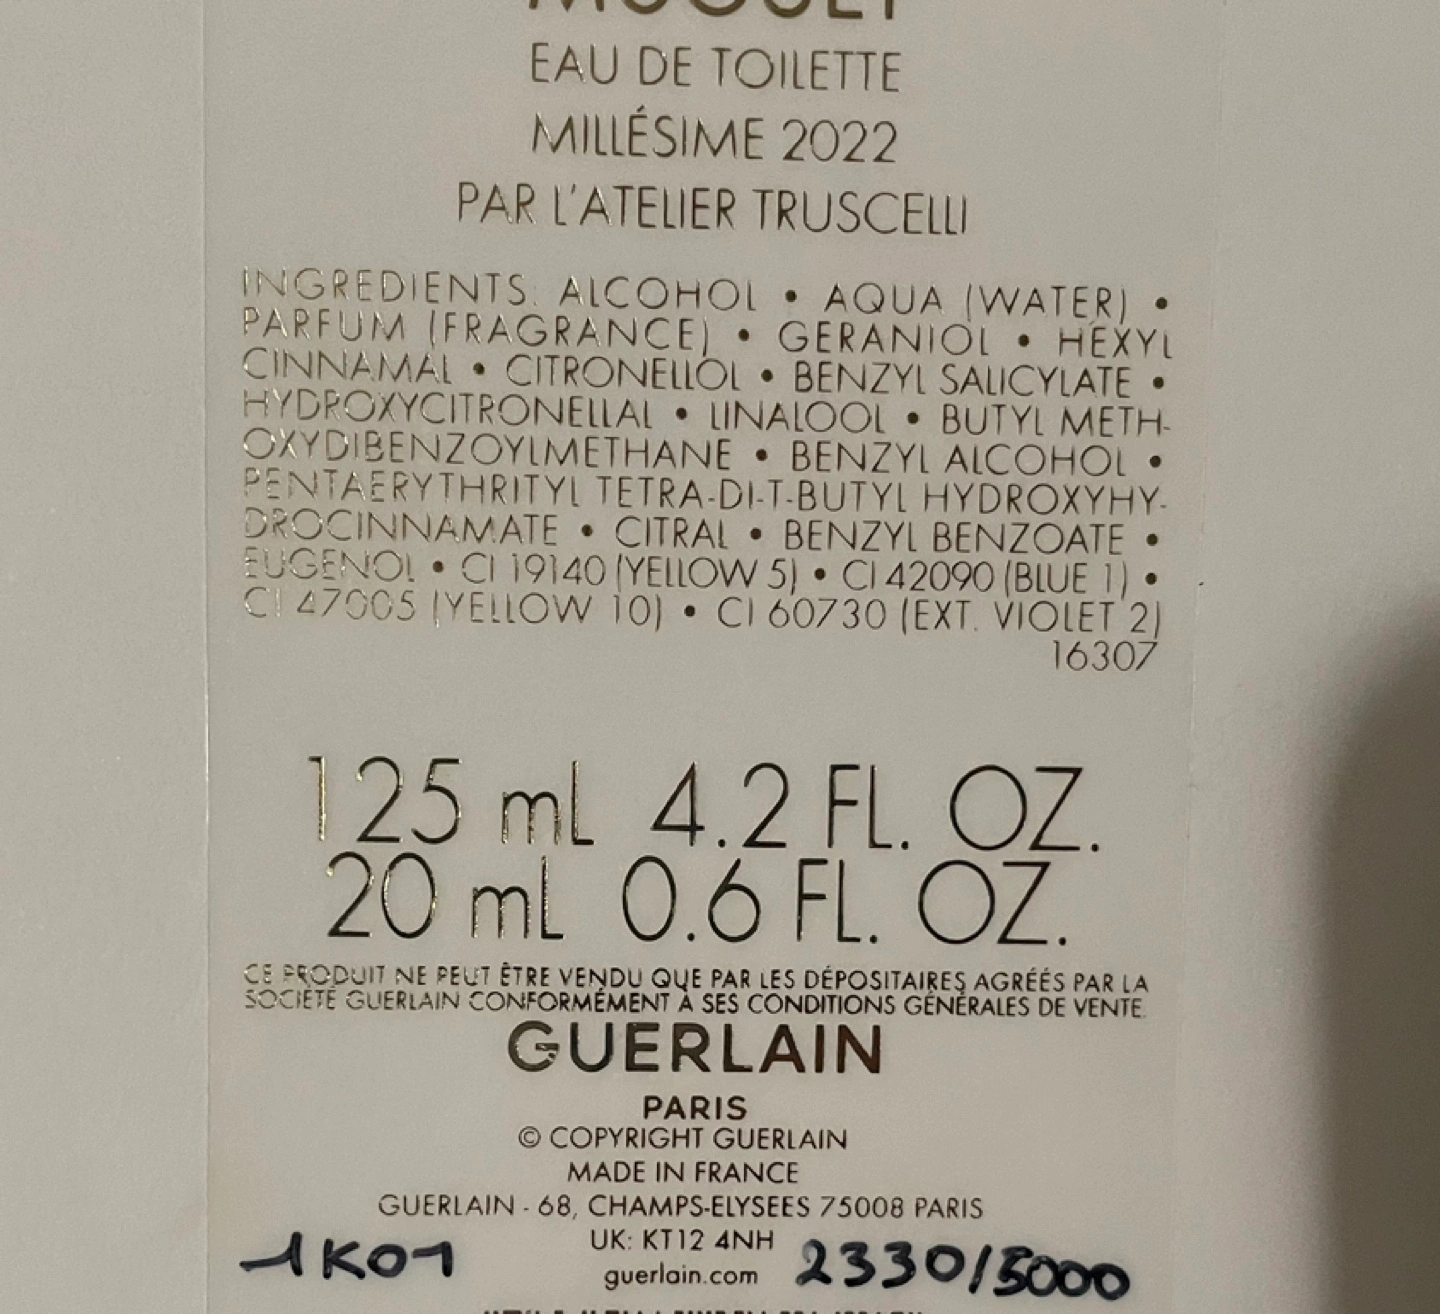 MUGUET
EAU DE TOILETTE
MILLÉSIME 2022
PAR L'ATELIER TRUSCELLI
INGREDIENTS: ALCOHOL • AQUA (WATER) •
PARFUM (FRAGRANCE) • GERANIOL • HEXYL
CINNAMAL • CITRONELLOL • BENZYL SALICYLATE •
HYDROXYCITRONELLAL • LINALOOL • BUTYL METH-
OXYDIBENZOYLMETHANE • BENZYL ALCOHOL •
PENTAERYTHRITYL TETRA-DI-T-BUTYL HYDROXYHY-
DROCINNAMATE • CITRAL • BENZYL BENZOATE •
EUGENOL • CI 19140 (YELLOW 5) • CI 42090 (BLUE 1) •
CI 47005 (YELLOW 10) • CI 60730 (EXT. VIOLET 2)
16307
125 mL 4.2 FL. OZ.
20 mL 0.6 FL. OZ.
CE PRODUIT NE PEUT ÊTRE VENDU QUE PAR LES DÉPOSITAIRES AGRÉÉS PAR LA
SOCIÉTÉ GUERLAIN CONFORMÉMENT À SES CONDITIONS GÉNÉRALES DE VENTE.
GUERLAIN
PARIS
© COPYRIGHT GUERLAIN
MADE IN FRANCE
GUERLAIN - 68, CHAMPS-ELYSEES 75008 PARIS
UK: KT12 4NH
1K01 guerlain.com 2330/5000